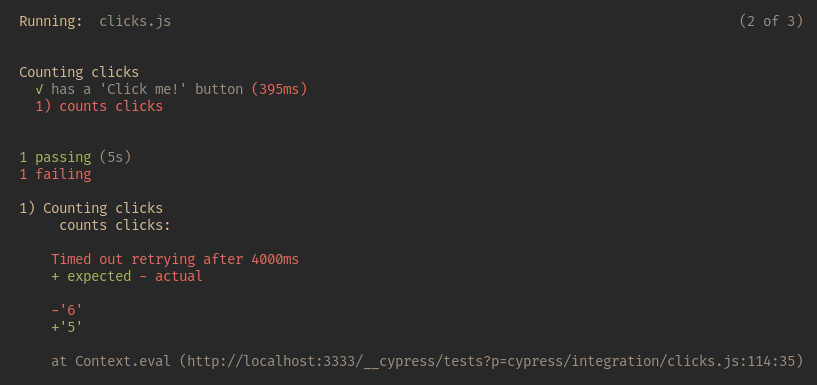 Running:  clicks.js (2 of 3)
Counting clicks
√ has a 'Click me!' button (395ms)
1) counts clicks
1 passing (5s)
1 failing
1) Counting clicks
counts clicks:
Timed out retrying after 4000ms
+ expected - actual
-'6'
+'5'
at Context.eval (http://localhost:3333/__cypress/tests?p=cypress/integration/clicks.js:114:35)